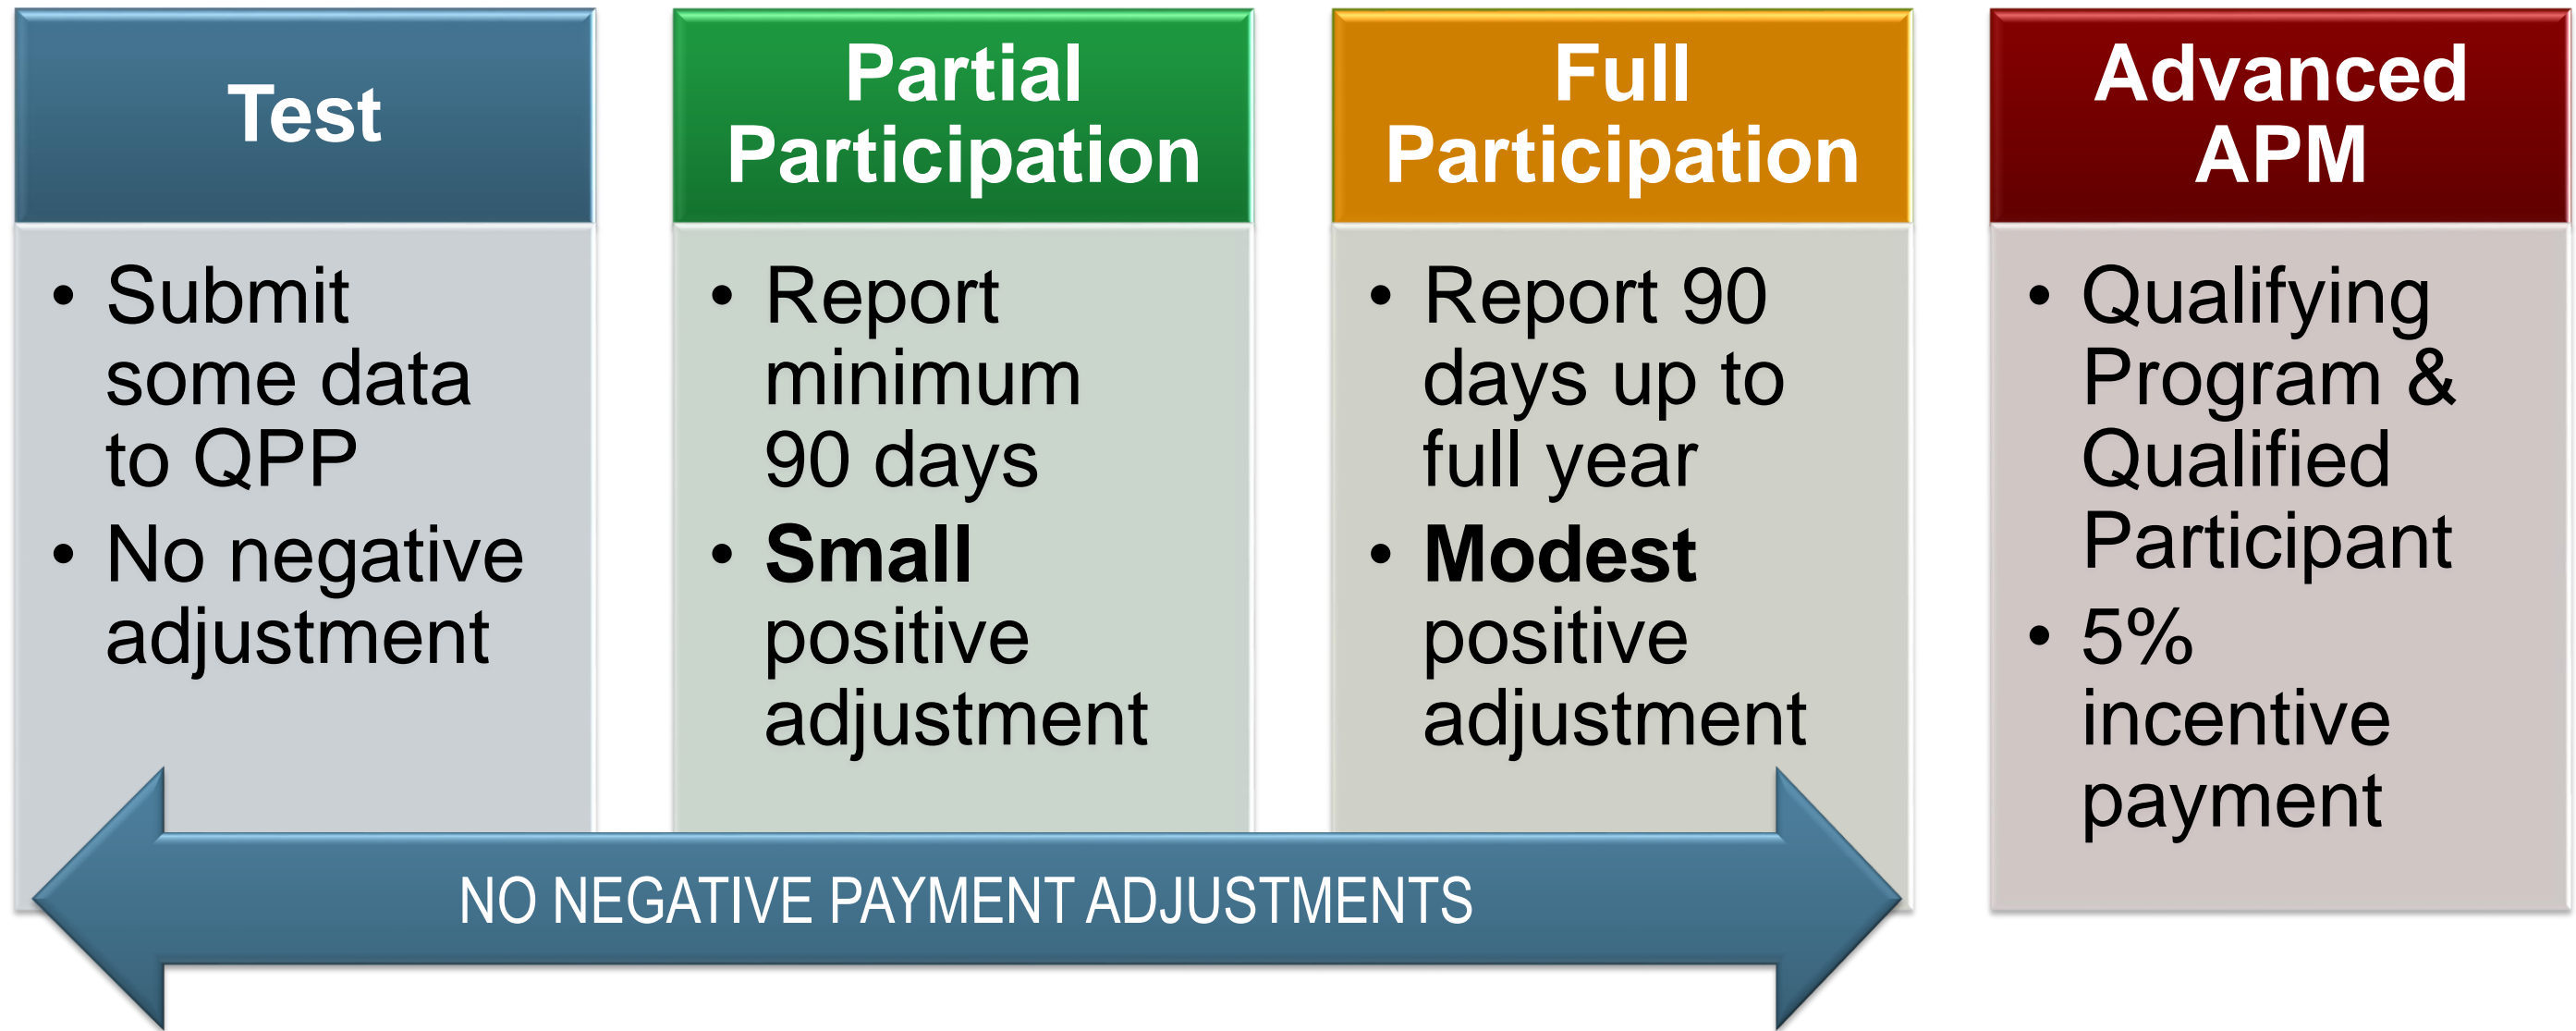 Test
• Submit
some data
to QPP
• No negative
adjustment
Partial
Participation
• Report
minimum
90 days
• Small
positive
adjustment
Full
Participation
• Report 90
days up to
full year
• Modest
positive
adjustment
Advanced
APM
• Qualifying
Program &
Qualified
Participant
• 5%
incentive
payment
NO NEGATIVE PAYMENT ADJUSTMENTS